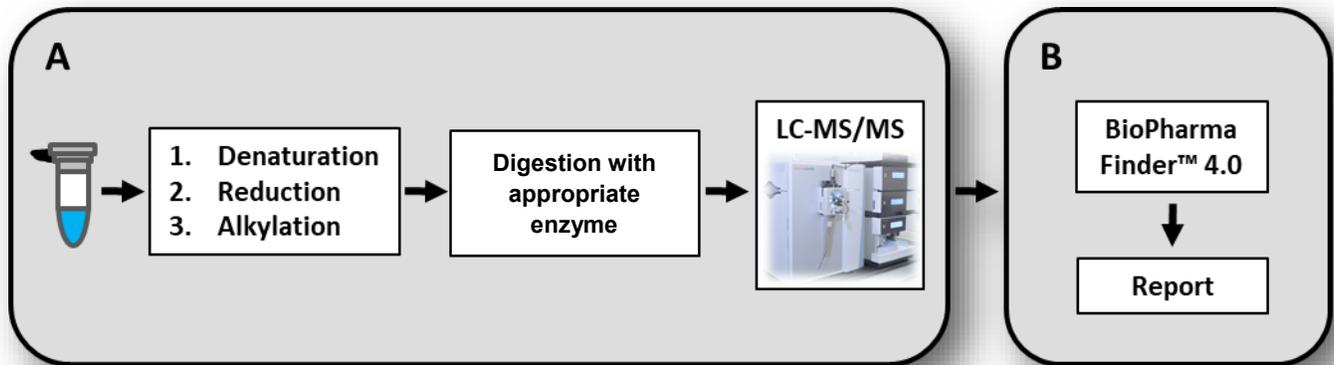 A
1. Denaturation
2. Reduction
3. Alkylation
Digestion with
appropriate
enzyme
LC-MS/MS
B
BioPharma
Finder™ 4.0
Report